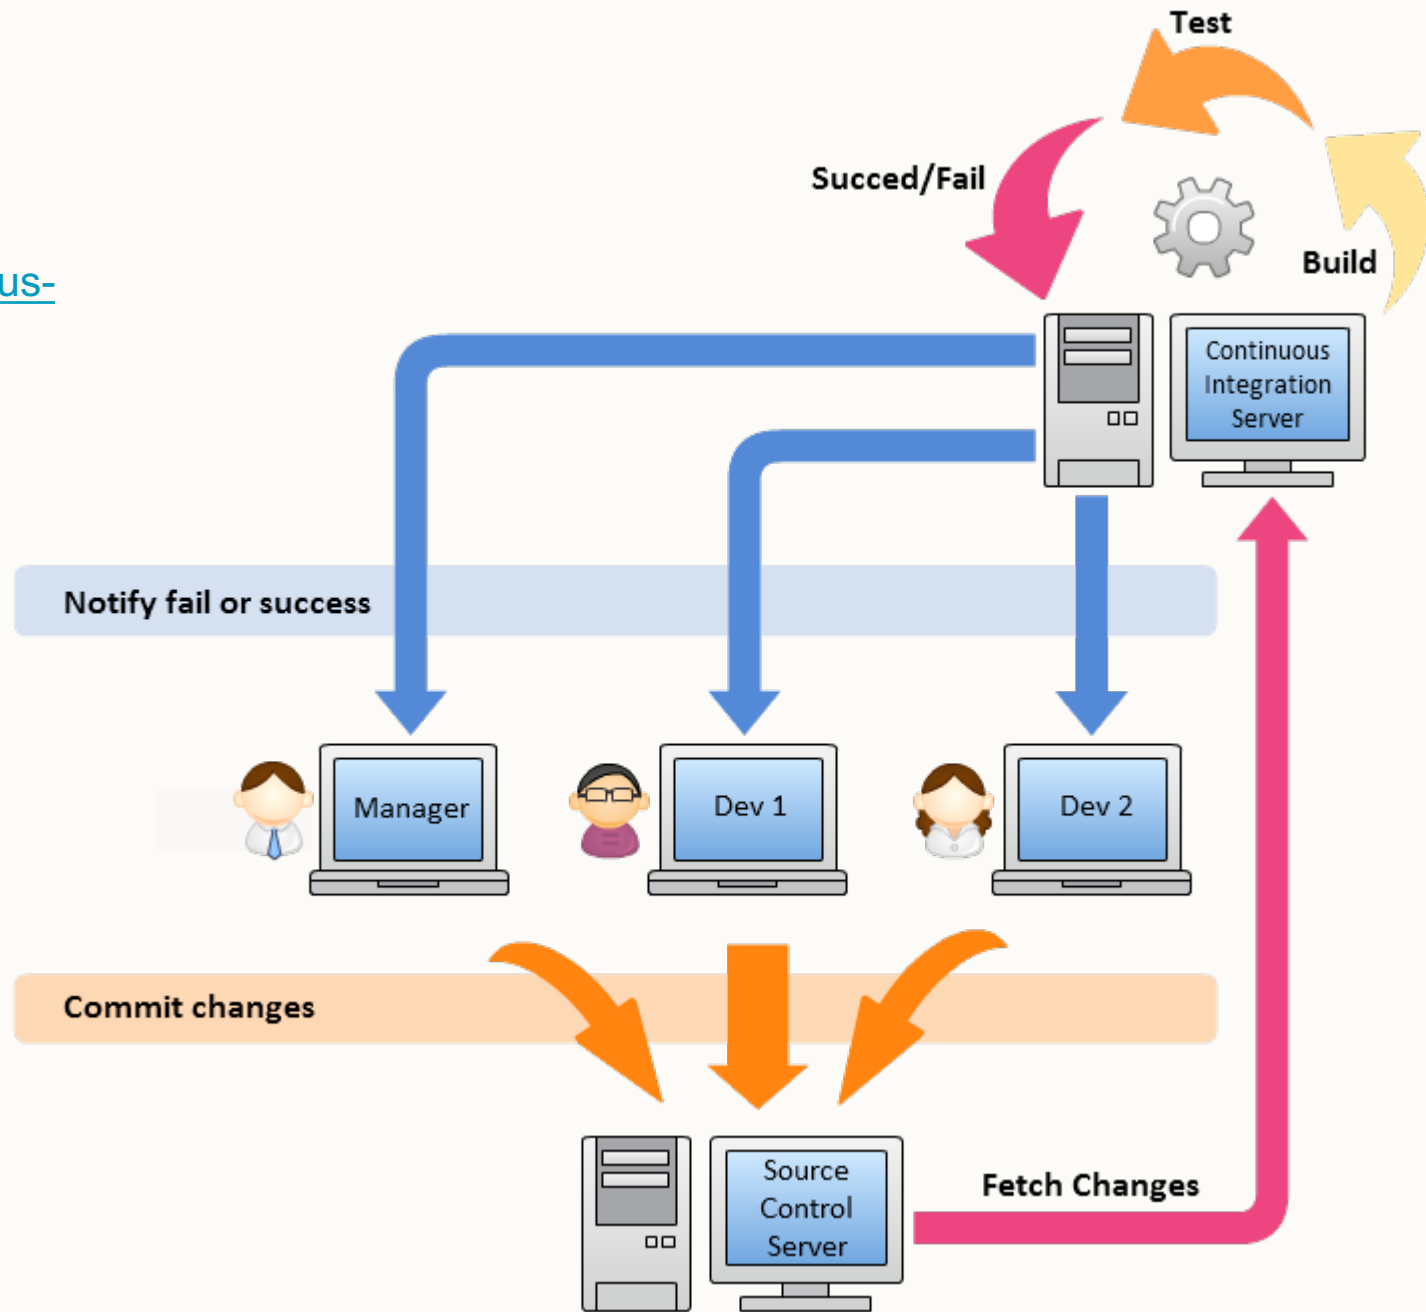 Test
Succed/Fail
Build
us-
Continuous
Integration
Server
Notify fail or success
Manager
Dev 1
Dev 2
Commit changes
Source
Control
Server
Fetch Changes